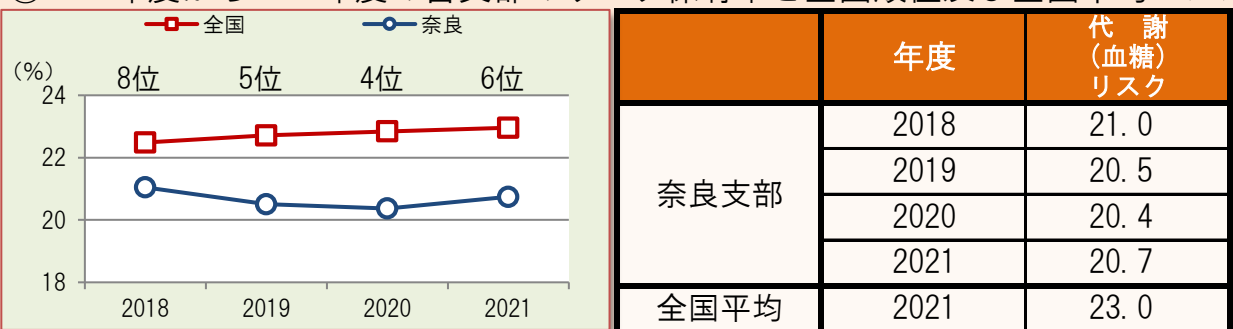 全国 奈良
(%) 8位 5位 4位 6位
24
22
20
18
2018 2019 2020 2021
年度 代 謝
(血糖)
リスク
奈良支部 2018 21.0
2019 20.5
2020 20.4
2021 20.7
全国平均 2021 23.0